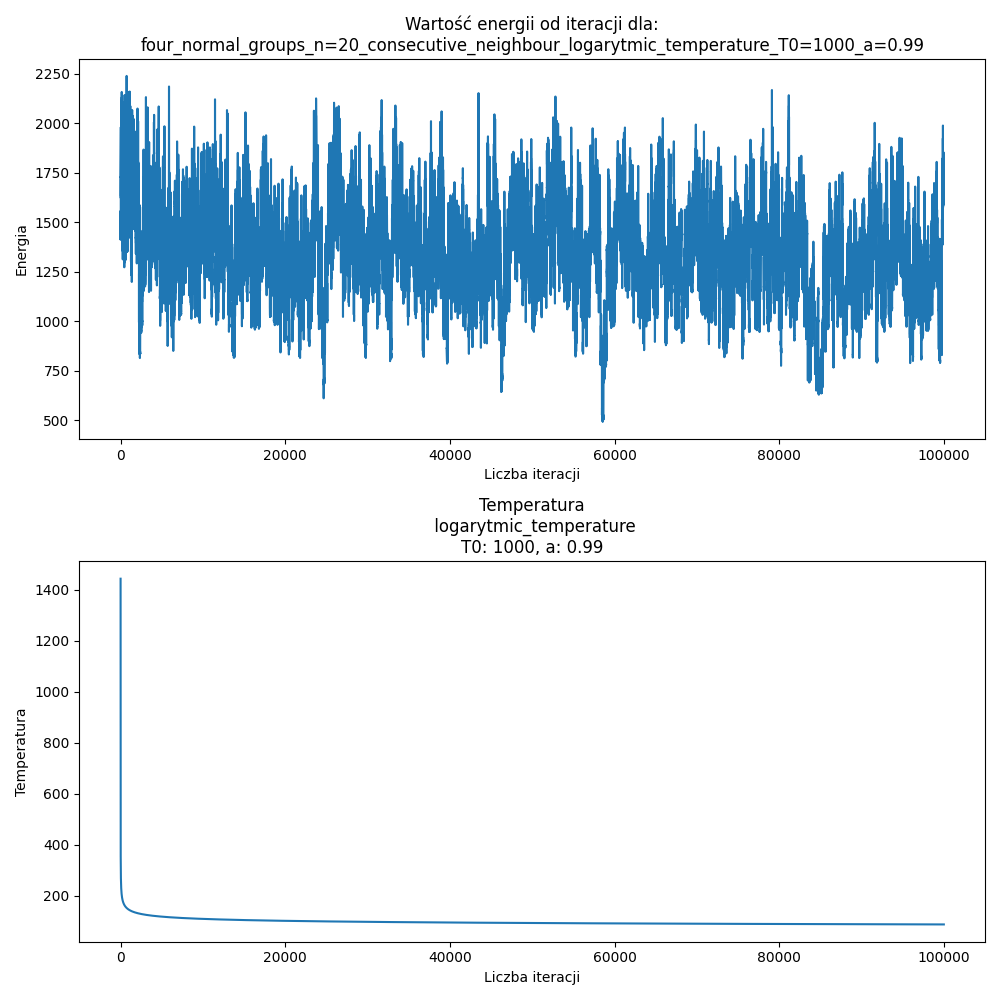 Wartość energii od iteracji dla:
four_normal_groups_n=20_consecutive_neighbour_logarytmic_temperature_T0=1000_a=0.99
2250
2000
1750
1500
1250
1000
750
500
Energia
0 20000 40000 60000 80000 100000
Liczba iteracji
Temperatura
logarytmic_temperature
T0: 1000, a: 0.99
1400
1200
1000
800
600
400
200
Temperatura
0 20000 40000 60000 80000 100000
Liczba iteracji